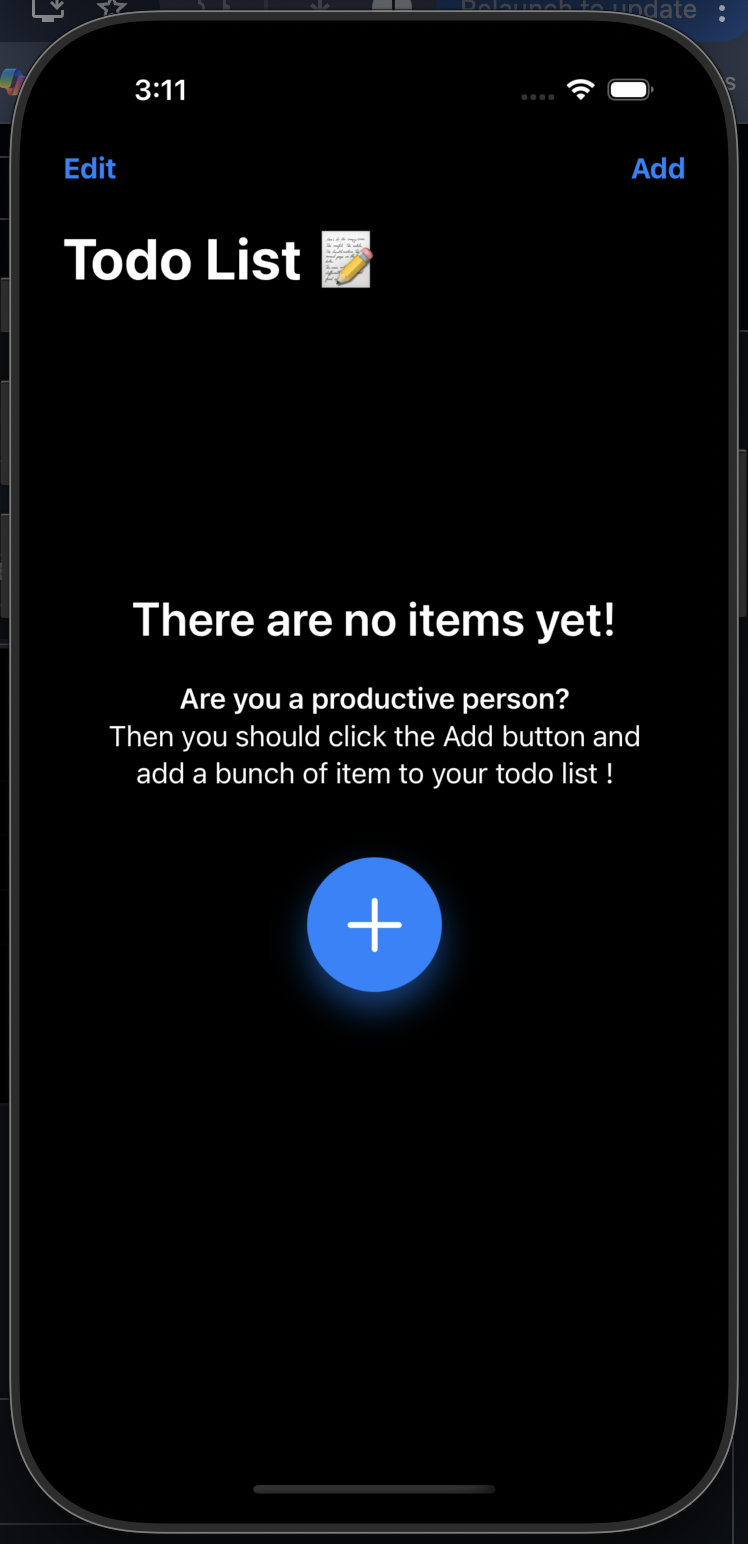 Relaunch to update
3:11
Edit
Add
Todo List 📝
There are no items yet!
Are you a productive person?
Then you should click the Add button and
add a bunch of item to your todo list !